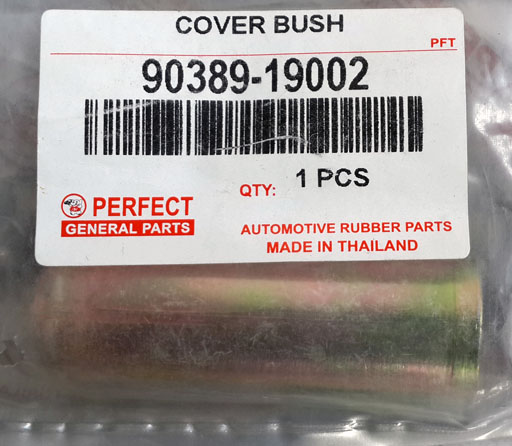 COVER BUSH
PFT
90389-19002
QTY: 1 PCS
PERFECT
GENERAL PARTS
AUTOMOTIVE RUBBER PARTS
MADE IN THAILAND